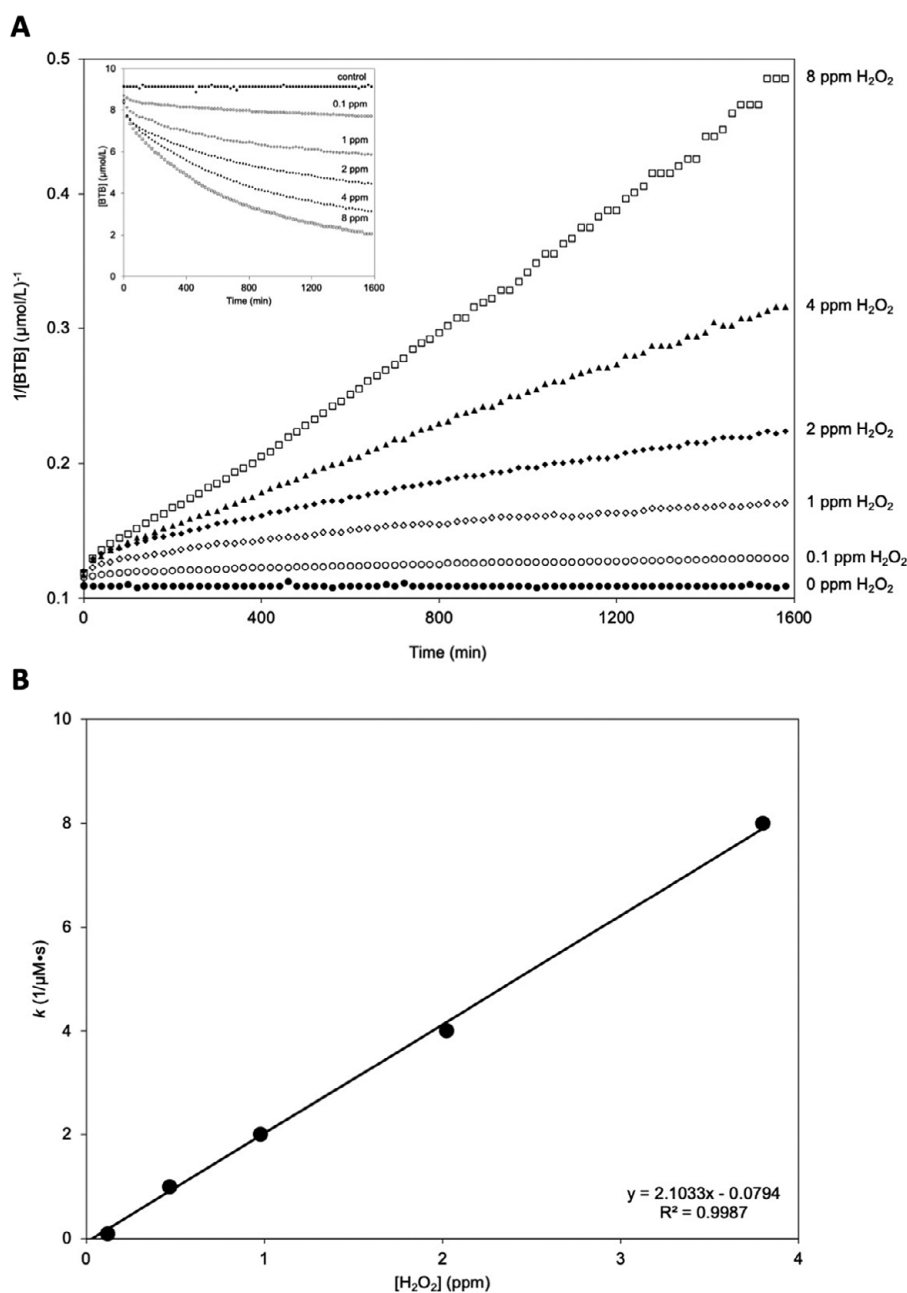 A
0.5
0.4
0.3
0.2
0.1
1/[BTB] (µmol/L)⁻¹
0
400
800
1200
1600
Time (min)
8 ppm H₂O₂
4 ppm H₂O₂
2 ppm H₂O₂
1 ppm H₂O₂
0.1 ppm H₂O₂
0 ppm H₂O₂
10
8
6
4
2
0
[BTB] (µmol/L)
control
0.1 ppm
1 ppm
2 ppm
4 ppm
8 ppm
0
400
800
1200
1600
Time (min)
B
10
8
6
4
2
0
k (1/µM•s)
y = 2.1033x - 0.0794
R² = 0.9987
0
1
2
3
4
[H₂O₂] (ppm)